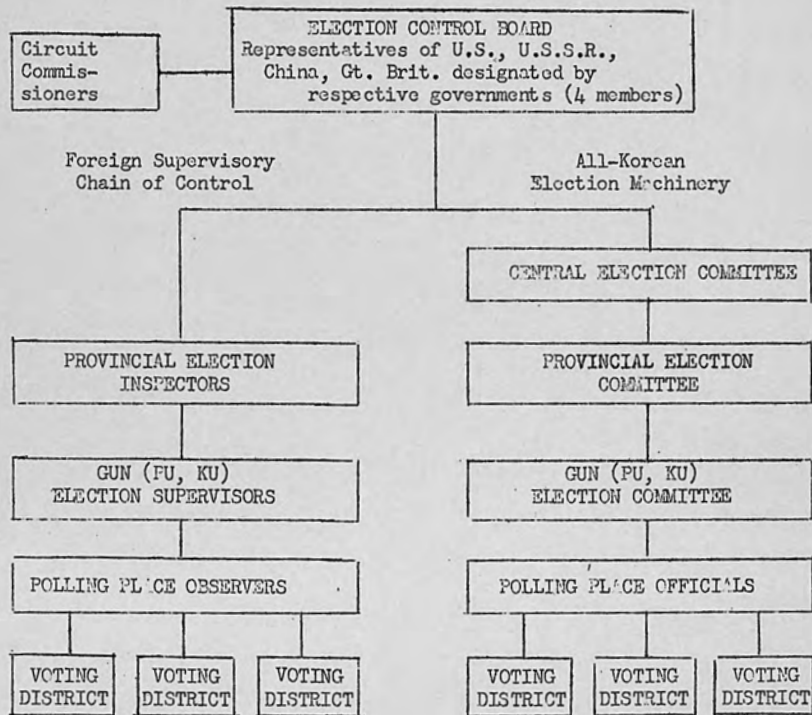 Circuit
Commis-
sioners
ELECTION CONTROL BOARD
Representatives of U.S., U.S.S.R.,
China, Gt. Brit. designated by
respective governments (4 members)
Foreign Supervisory
Chain of Control
All-Korean
Election Machinery
CENTRAL ELECTION COMMITTEE
PROVINCIAL ELECTION
INSPECTORS
PROVINCIAL ELECTION
COMMITTEE
GUN (PU, KU)
ELECTION SUPERVISORS
GUN (PU, KU)
ELECTION COMMITTEE
POLLING PLACE OBSERVERS
POLLING PLACE OFFICIALS
VOTING
DISTRICT
VOTING
DISTRICT
VOTING
DISTRICT
VOTING
DISTRICT
VOTING
DISTRICT
VOTING
DISTRICT